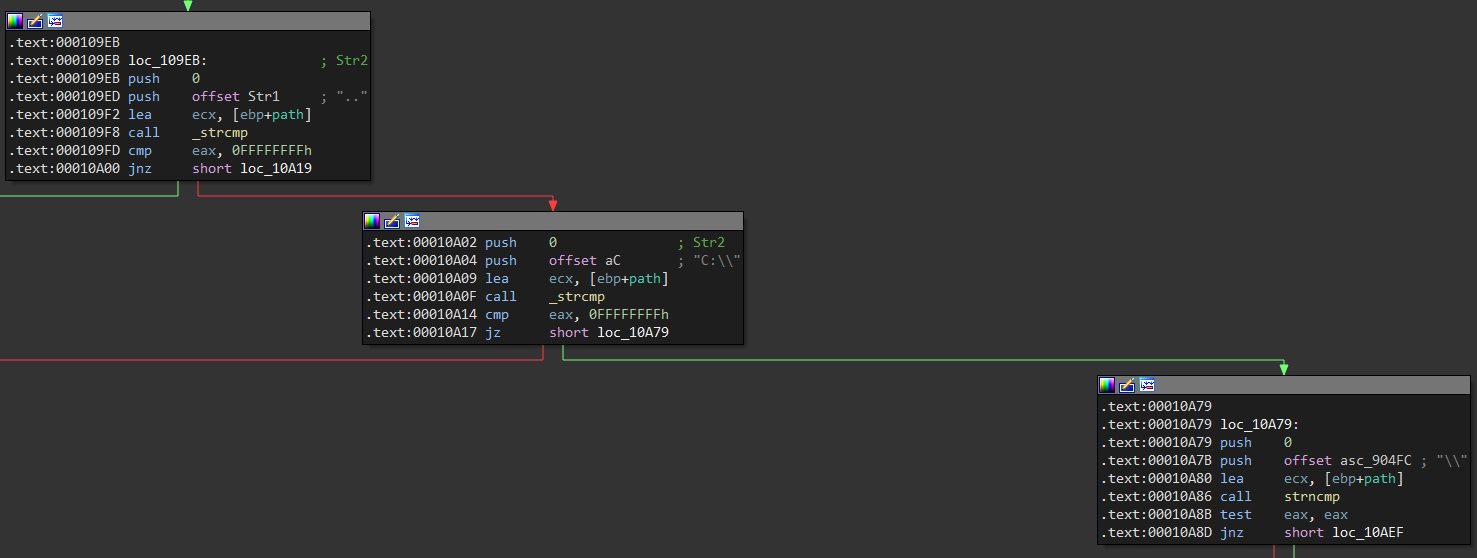 .text:000109EB
.text:000109EB loc_109EB: ; Str2
.text:000109EB push 0
.text:000109ED push offset Str1 ; ".."
.text:000109F2 lea ecx, [ebp+path]
.text:000109F8 call _strcmp
.text:000109FD cmp eax, 0FFFFFFFFh
.text:00010A00 jnz short loc_10A19
.text:00010A02 push 0 ; Str2
.text:00010A04 push offset aC ; "C:\\"
.text:00010A09 lea ecx, [ebp+path]
.text:00010A0F call _strcmp
.text:00010A14 cmp eax, 0FFFFFFFFh
.text:00010A17 jz short loc_10A79
.text:00010A79
.text:00010A79 loc_10A79:
.text:00010A79 push 0
.text:00010A7B push offset asc_904FC ; "\\"
.text:00010A80 lea ecx, [ebp+path]
.text:00010A86 call strncmp
.text:00010A8B test eax, eax
.text:00010A8D jnz short loc_10AEF